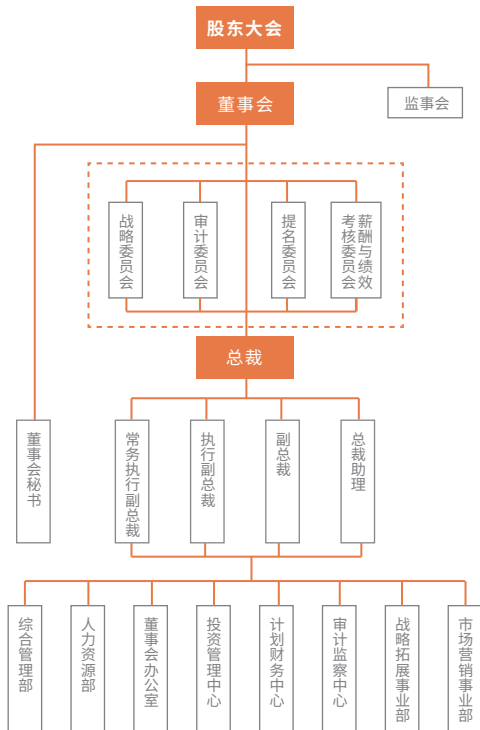 股东大会
监事会
董事会
战略委员会
审计委员会
提名委员会
薪酬与绩效
考核委员会
总裁
董事会秘书
常务执行副总裁
执行副总裁
副总裁
总裁助理
综合管理部
人力资源部
董事会办公室
投资管理中心
计划财务中心
审计监察中心
战略拓展事业部
市场营销事业部